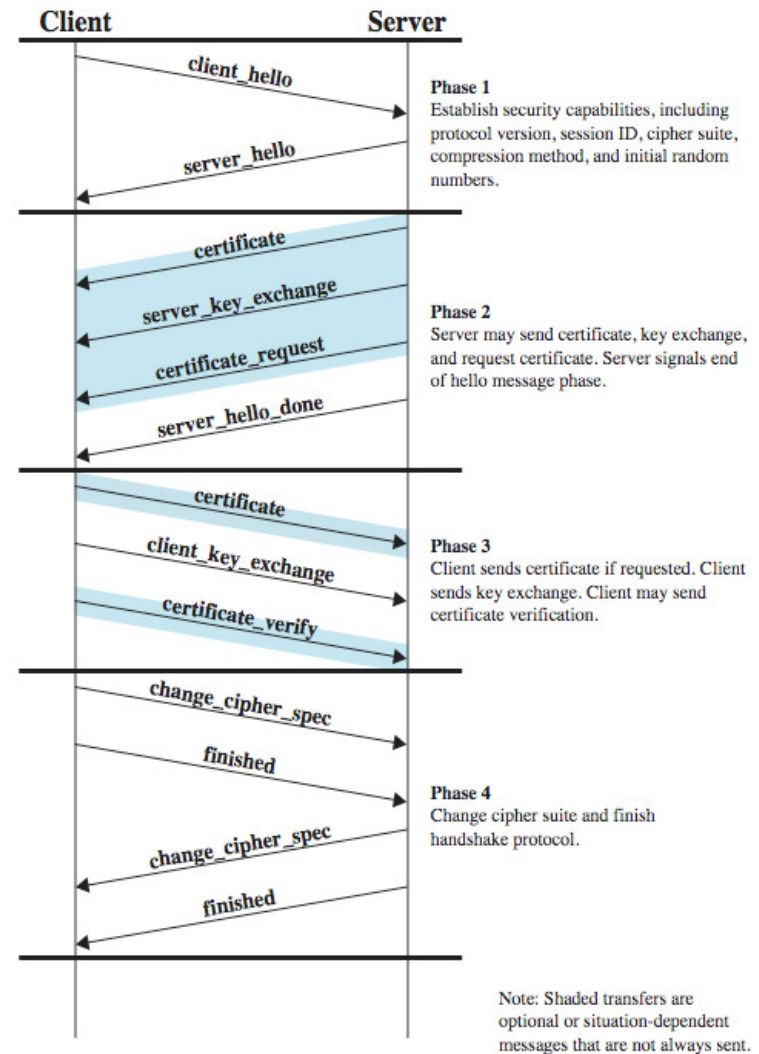 Client Server
client_hello
Phase 1
Establish security capabilities, including
protocol version, session ID, cipher suite,
compression method, and initial random
numbers.
server_hello
certificate
server_key_exchange
Phase 2
Server may send certificate, key exchange,
and request certificate. Server signals end
of hello message phase.
certificate_request
server_hello_done
certificate
client_key_exchange
Phase 3
Client sends certificate if requested. Client
sends key exchange. Client may send
certificate verification.
certificate_verify
change_cipher_spec
finished
Phase 4
Change cipher suite and finish
handshake protocol.
change_cipher_spec
finished
Note: Shaded transfers are
optional or situation-dependent
messages that are not always sent.